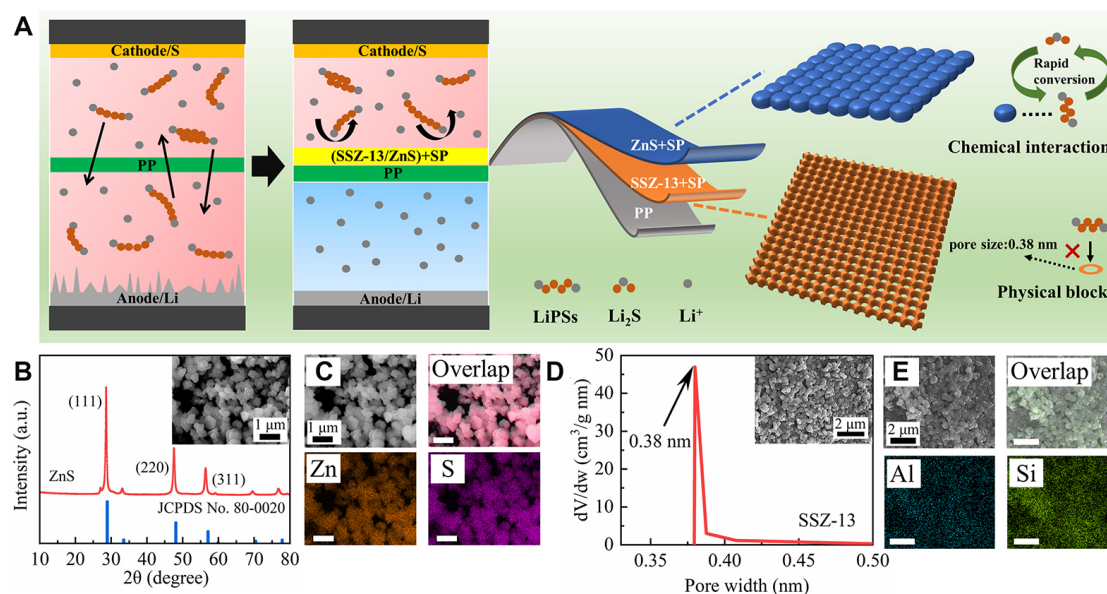 A
Cathode/S
PP
Anode/Li
Cathode/S
(SSZ-13/ZnS)+SP
PP
Anode/Li
ZnS+SP
SSZ-13+SP
PP
LiPSs
Li₂S
Li⁺
Rapid
conversion
Chemical interaction
pore size:0.38 nm
Physical block
B
Intensity (a.u.)
(111)
(220)
(311)
ZnS
JCPDS No. 80-0020
1 μm
10 20 30 40 50 60 70 80
2θ (degree)
C
1 μm
Overlap
Zn
S
D
dV/dw (cm³/g nm)
50
40
30
20
10
0
0.38 nm
2 μm
SSZ-13
0.35 0.40 0.45 0.50
Pore width (nm)
E
2 μm
Overlap
Al
Si